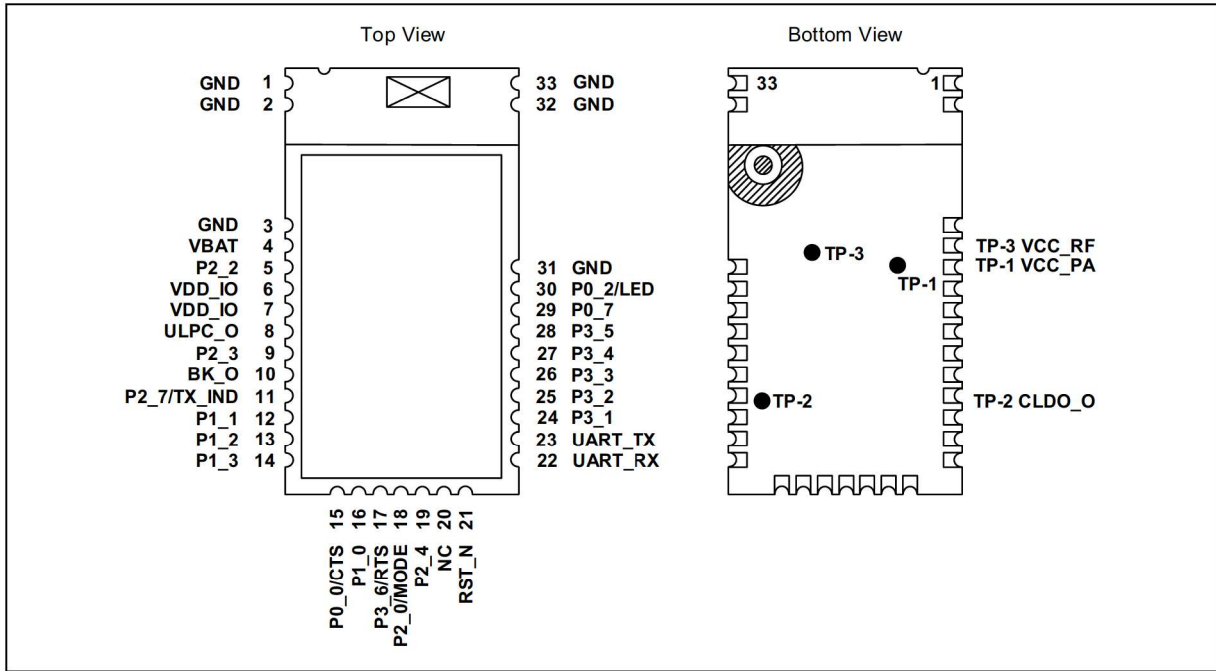 Top View
GND 1
GND 2
33 GND
32 GND
GND 3
VBAT 4
P2_2 5
VDD_IO 6
VDD_IO 7
ULPC_O 8
P2_3 9
BK_O 10
P2_7/TX_IND 11
P1_1 12
P1_2 13
P1_3 14
31 GND
30 P0_2/LED
29 P0_7
28 P3_5
27 P3_4
26 P3_3
25 P3_2
24 P3_1
23 UART_TX
22 UART_RX
P0_0/CTS 15
P1_0 16
P3_6/RTS 17
P2_0/MODE 18
P2_4 19
NC 20
RST_N 21
Bottom View
33 1
TP-3
TP-1
TP-2
TP-3 VCC_RF
TP-1 VCC_PA
TP-2 CLDO_O